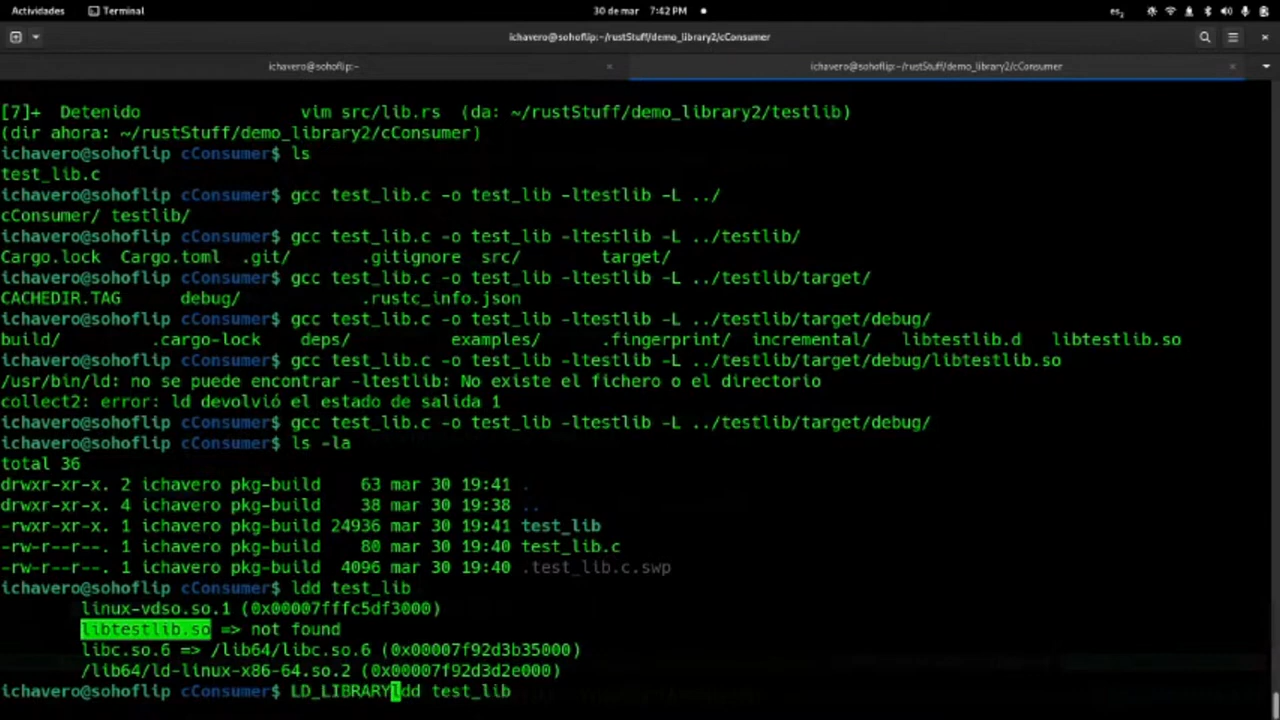 Actividades Terminal 30 de mar 7:42 PM es₂
ichavero@sohoflip:~/rustStuff/demo_library2/cConsumer
ichavero@sohoflip:~ ichavero@sohoflip:~/rustStuff/demo_library2/cConsumer
[7]+  Detenido                vim src/lib.rs  (da: ~/rustStuff/demo_library2/testlib)
(dir ahora: ~/rustStuff/demo_library2/cConsumer)
ichavero@sohoflip cConsumer$ ls
test_lib.c
ichavero@sohoflip cConsumer$ gcc test_lib.c -o test_lib -ltestlib -L ../
cConsumer/ testlib/
ichavero@sohoflip cConsumer$ gcc test_lib.c -o test_lib -ltestlib -L ../testlib/
Cargo.lock  Cargo.toml  .git/       .gitignore  src/        target/
ichavero@sohoflip cConsumer$ gcc test_lib.c -o test_lib -ltestlib -L ../testlib/target/
CACHEDIR.TAG      debug/            .rustc_info.json
ichavero@sohoflip cConsumer$ gcc test_lib.c -o test_lib -ltestlib -L ../testlib/target/debug/
build/         .cargo-lock    deps/          examples/      .fingerprint/  incremental/   libtestlib.d   libtestlib.so
ichavero@sohoflip cConsumer$ gcc test_lib.c -o test_lib -ltestlib -L ../testlib/target/debug/libtestlib.so
/usr/bin/ld: no se puede encontrar -ltestlib: No existe el fichero o el directorio
collect2: error: ld devolvió el estado de salida 1
ichavero@sohoflip cConsumer$ gcc test_lib.c -o test_lib -ltestlib -L ../testlib/target/debug/
ichavero@sohoflip cConsumer$ ls -la
total 36
drwxr-xr-x. 2 ichavero pkg-build    63 mar 30 19:41 .
drwxr-xr-x. 4 ichavero pkg-build    38 mar 30 19:38 ..
-rwxr-xr-x. 1 ichavero pkg-build 24936 mar 30 19:41 test_lib
-rw-r--r--. 1 ichavero pkg-build    80 mar 30 19:40 test_lib.c
-rw-r--r--. 1 ichavero pkg-build  4096 mar 30 19:40 .test_lib.c.swp
ichavero@sohoflip cConsumer$ ldd test_lib
linux-vdso.so.1 (0x00007fffc5df3000)
libtestlib.so => not found
libc.so.6 => /lib64/libc.so.6 (0x00007f92d3b35000)
/lib64/ld-linux-x86-64.so.2 (0x00007f92d3d2e000)
ichavero@sohoflip cConsumer$ LD_LIBRARYldd test_lib